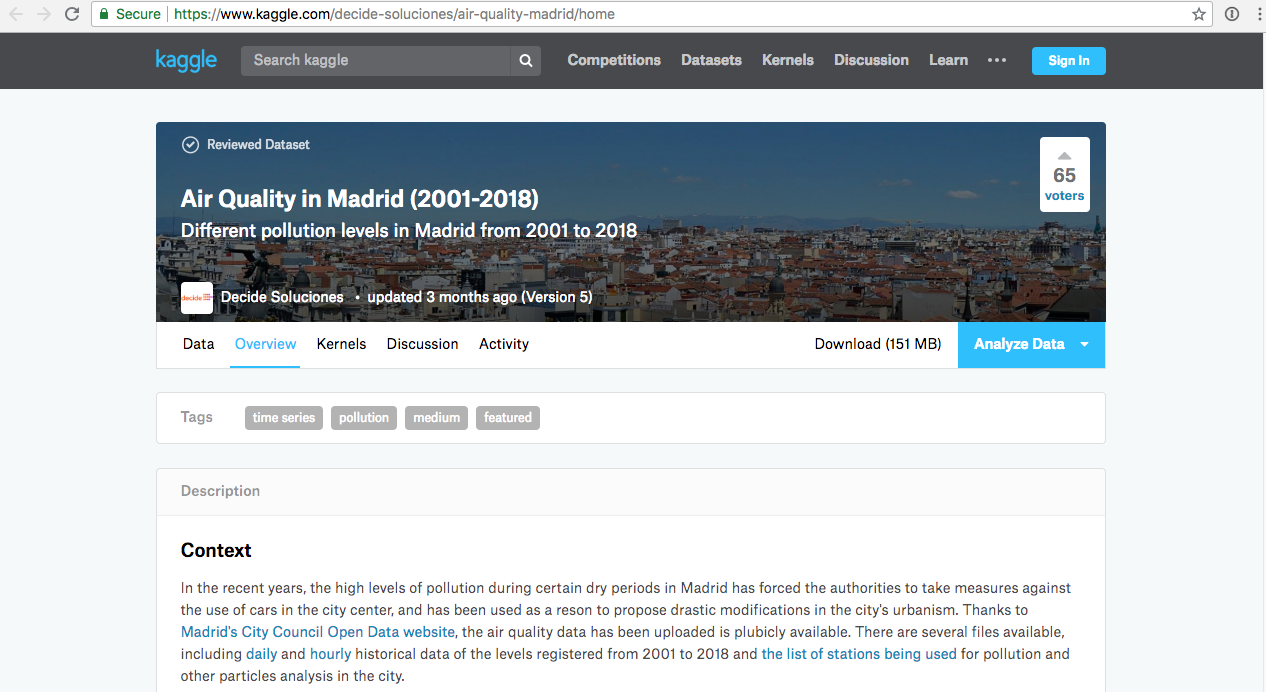 Secure https://www.kaggle.com/decide-soluciones/air-quality-madrid/home
kaggle Search kaggle Competitions Datasets Kernels Discussion Learn Sign In
Reviewed Dataset
65
voters
Air Quality in Madrid (2001-2018)
Different pollution levels in Madrid from 2001 to 2018
decide Decide Soluciones • updated 3 months ago (Version 5)
Data Overview Kernels Discussion Activity Download (151 MB) Analyze Data
Tags time series pollution medium featured
Description
Context
In the recent years, the high levels of pollution during certain dry periods in Madrid has forced the authorities to take measures against
the use of cars in the city center, and has been used as a reson to propose drastic modifications in the city's urbanism. Thanks to
Madrid's City Council Open Data website, the air quality data has been uploaded is plubicly available. There are several files available,
including daily and hourly historical data of the levels registered from 2001 to 2018 and the list of stations being used for pollution and
other particles analysis in the city.